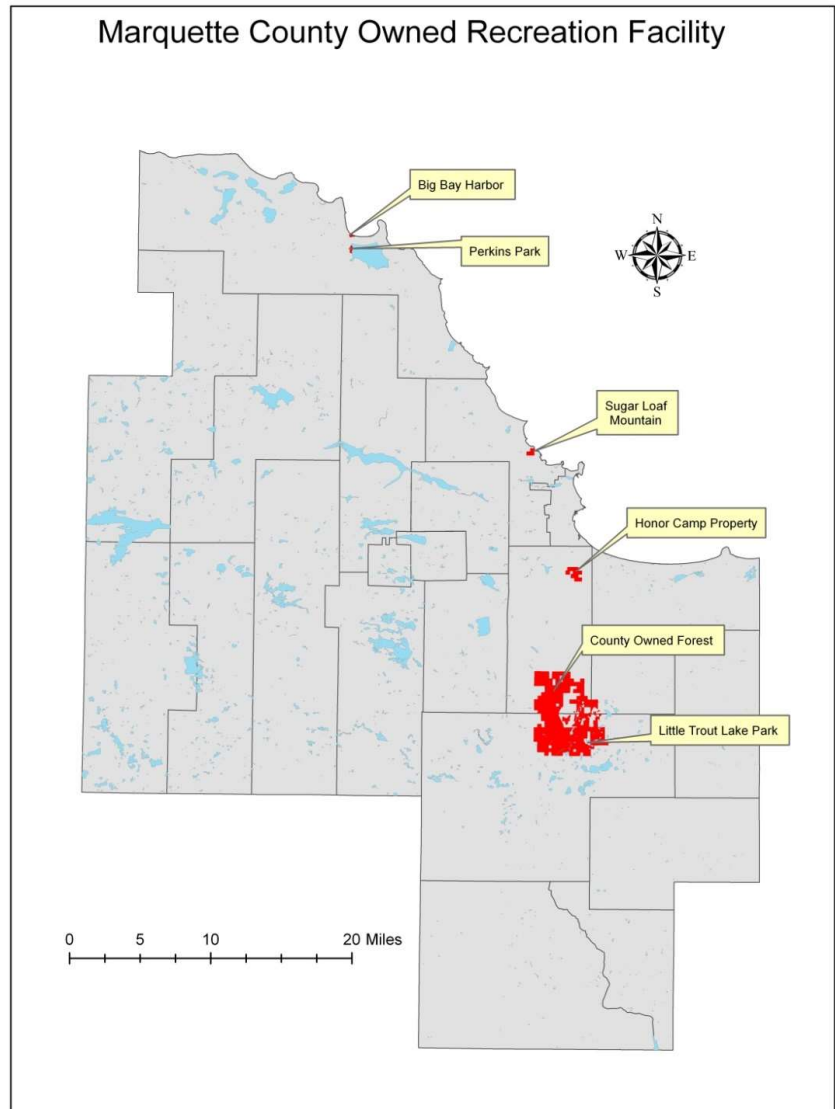 Marquette County Owned Recreation Facility
Big Bay Harbor
Perkins Park
N
W
E
S
Sugar Loaf
Mountain
Honor Camp Property
County Owned Forest
Little Trout Lake Park
0 5 10 20 Miles